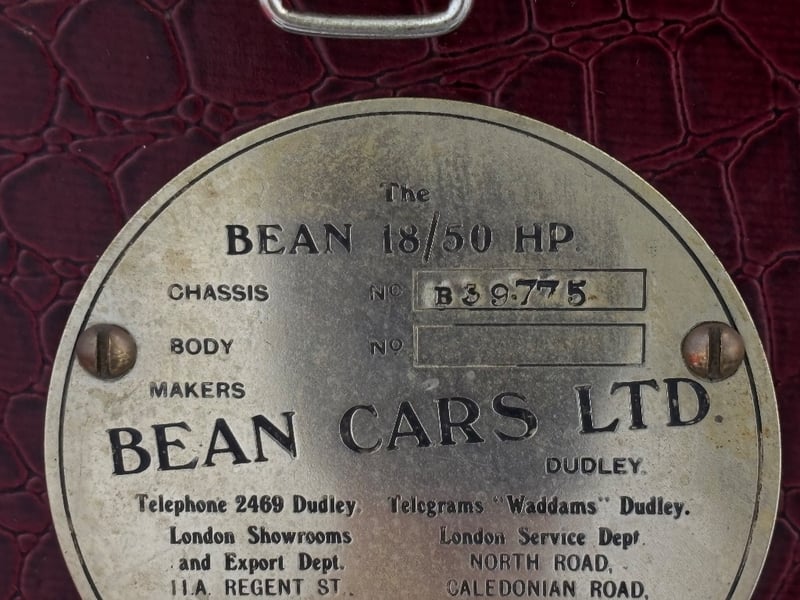 The
BEAN 18/50 HP.
CHASSIS No B39775
BODY No
MAKERS
BEAN CARS LTD.
DUDLEY.
Telephone 2469 Dudley. Telegrams "Waddams" Dudley.
London Showrooms London Service Dept.
and Export Dept. NORTH ROAD,
11.A. REGENT ST.. CALEDONIAN ROAD,